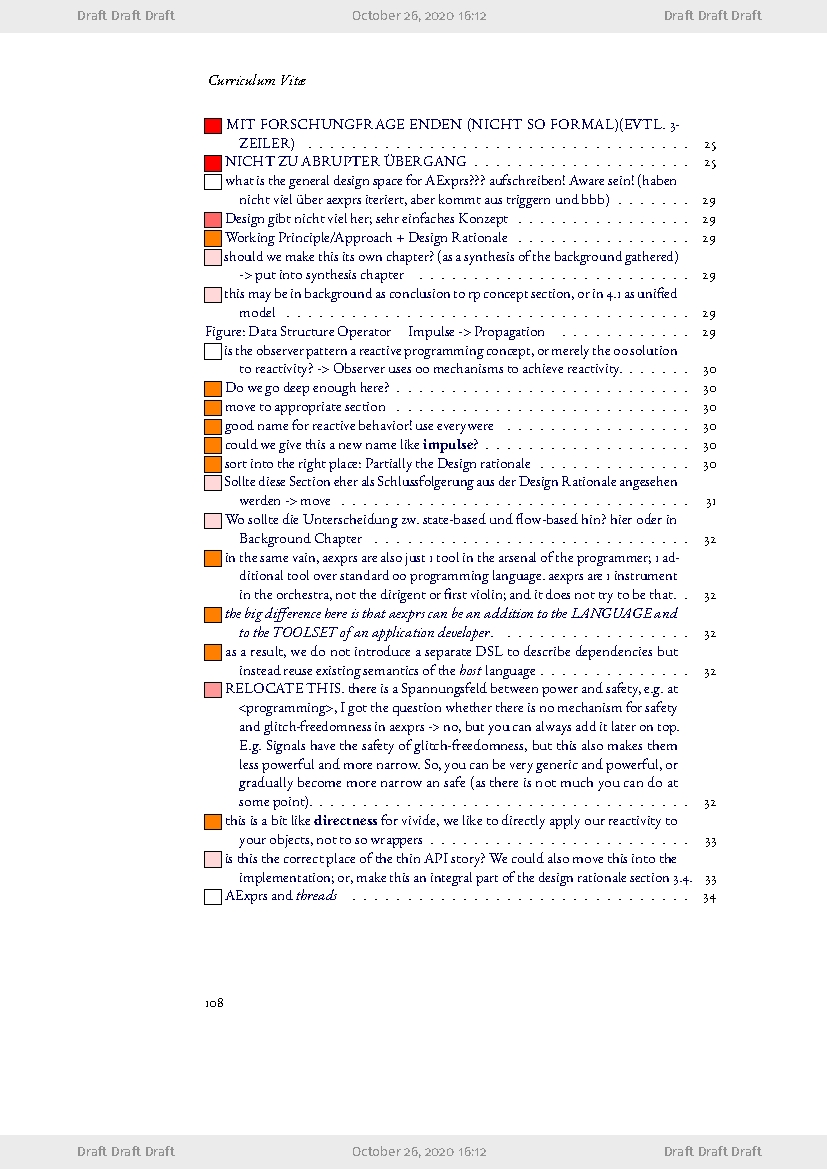 Draft Draft Draft October 26, 2020 16:12 Draft Draft Draft
Curriculum Vitæ
MIT FORSCHUNGFRAGE ENDEN (NICHT SO FORMAL)(EVTL. 3-
ZEILER) . . . . . . . . . . . . . . . . . . . . . . . . . . . . . . . . . . . 25
NICHT ZU ABRUPTER ÜBERGANG . . . . . . . . . . . . . . . . . . . . 25
what is the general design space for AExprs??? aufschreiben! Aware sein! (haben
nicht viel über aexprs iteriert, aber kommt aus triggern und bbb) . . . . . . . 29
Design gibt nicht viel her; sehr einfaches Konzept . . . . . . . . . . . . . . . . 29
Working Principle/Approach + Design Rationale . . . . . . . . . . . . . . . . 29
should we make this its own chapter? (as a synthesis of the background gathered)
-> put into synthesis chapter . . . . . . . . . . . . . . . . . . . . . . . . . 29
this may be in background as conclusion to rp concept section, or in 4.1 as unified
model . . . . . . . . . . . . . . . . . . . . . . . . . . . . . . . . . . . . . 29
Figure: Data Structure Operator Impulse -> Propagation . . . . . . . . . . . . 29
is the observer pattern a reactive programming concept, or merely the oo solution
to reactivity? -> Observer uses oo mechanisms to achieve reactivity. . . . . . . 30
Do we go deep enough here? . . . . . . . . . . . . . . . . . . . . . . . . . . . 30
move to appropriate section . . . . . . . . . . . . . . . . . . . . . . . . . . . 30
good name for reactive behavior! use everywere . . . . . . . . . . . . . . . . . 30
could we give this a new name like impulse? . . . . . . . . . . . . . . . . . . . 30
sort into the right place: Partially the Design rationale . . . . . . . . . . . . . . 30
Sollte diese Section eher als Schlussfolgerung aus der Design Rationale angesehen
werden -> move . . . . . . . . . . . . . . . . . . . . . . . . . . . . . . . . 31
Wo sollte die Unterscheidung zw. state-based und flow-based hin? hier oder in
Background Chapter . . . . . . . . . . . . . . . . . . . . . . . . . . . . . 32
in the same vain, aexprs are also just 1 tool in the arsenal of the programmer; 1 ad-
ditional tool over standard oo programming language. aexprs are 1 instrument
in the orchestra, not the dirigent or first violin; and it does not try to be that. . 32
the big difference here is that aexprs can be an addition to the LANGUAGE and
to the TOOLSET of an application developer. . . . . . . . . . . . . . . . . . . 32
as a result, we do not introduce a separate DSL to describe dependencies but
instead reuse existing semantics of the host language . . . . . . . . . . . . . . 32
RELOCATE THIS. there is a Spannungsfeld between power and safety, e.g. at
<programming>, I got the question whether there is no mechanism for safety
and glitch-freedomness in aexprs -> no, but you can always add it later on top.
E.g. Signals have the safety of glitch-freedomness, but this also makes them
less powerful and more narrow. So, you can be very generic and powerful, or
gradually become more narrow an safe (as there is not much you can do at
some point). . . . . . . . . . . . . . . . . . . . . . . . . . . . . . . . . . . 32
this is a bit like directness for vivide, we like to directly apply our reactivity to
your objects, not to so wrappers . . . . . . . . . . . . . . . . . . . . . . . . 33
is this the correct place of the thin API story? We could also move this into the
implementation; or, make this an integral part of the design rationale section 3.4. 33
AExprs and threads . . . . . . . . . . . . . . . . . . . . . . . . . . . . . . . 34
108
Draft Draft Draft October 26, 2020 16:12 Draft Draft Draft